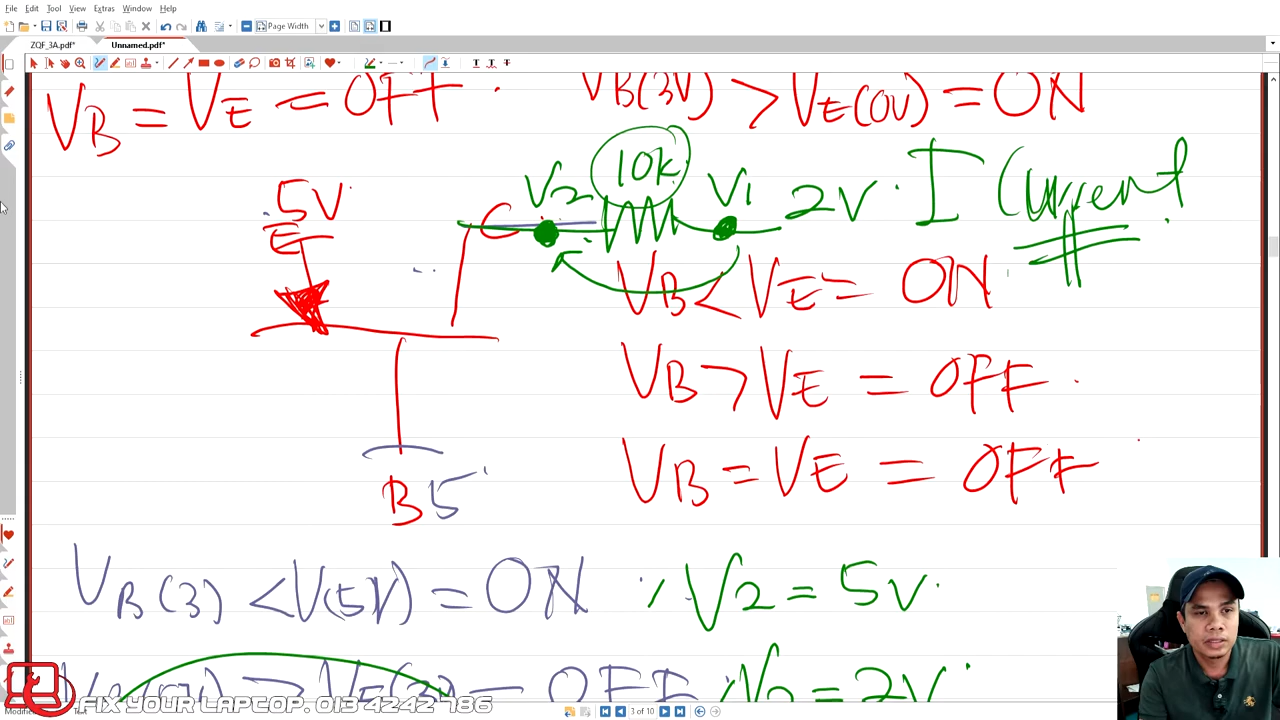 File Edit Tool View Extras Window Help
Page Width
ZQF_3A.pdf* Unnamed.pdf*
VB = VE = OFF . VB(3V) > VE(0V) = ON
5V
E
C
V2
10K
V1
2V . I Current
VB < VE = ON
VB > VE = OFF .
VB = VE = OFF
B 5
VB(3) < V(5V) = ON
V2 = 5V .
= OFF
= 2V .
FIX YOUR LAPTOP. 013 4242 786
3 of 10